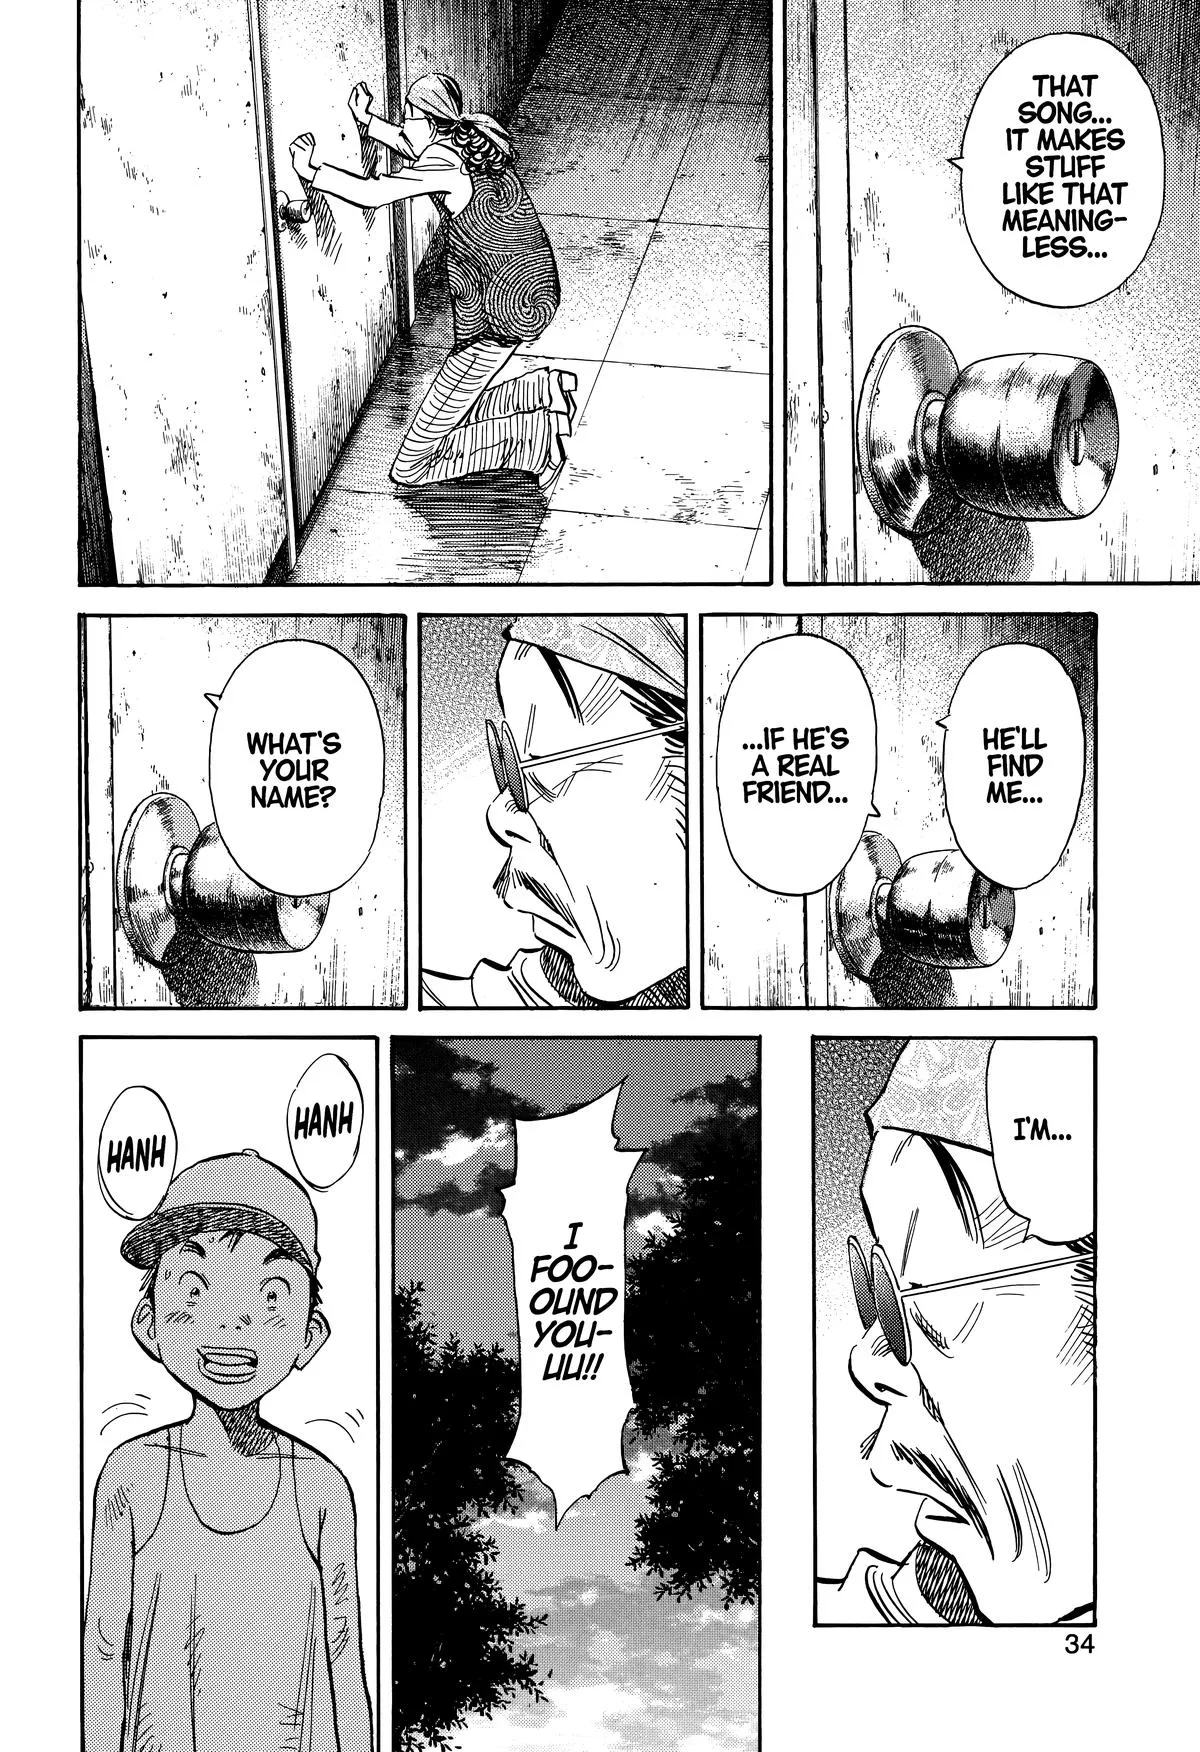 THAT
SONG...
IT MAKES
STUFF
LIKE THAT
MEANING-
LESS...
HE'LL
FIND
ME...
...IF HE'S
A REAL
FRIEND...
WHAT'S
YOUR
NAME?
I'M...
I
FOO-
OUND
YOU-
UU!!
HANH
HANH
34